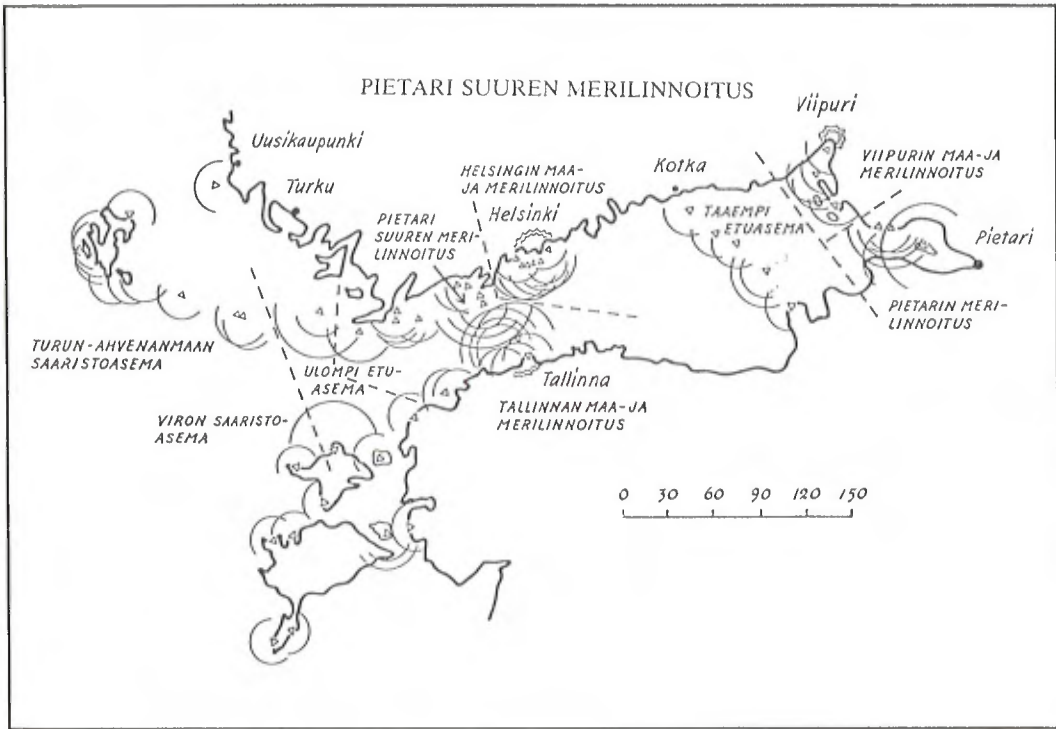 PIETARI SUUREN MERILINNOITUS
Viipuri
Uusikaupunki
Turku
HELSINGIN MAA-
JA MERILINNOITUS
Kotka
VIIPURIN MAA-JA
MERILINNOITUS
PIETARI
SUUREN MERI-
LINNOITUS
Helsinki
TAAEMPI
ETUASEMA
Pietari
PIETARIN MERI-
LINNOITUS
TURUN-AHVENANMAAN
SAARISTOASEMA
ULOMPI ETU-
ASEMA
Tallinna
TALLINNAN MAA-JA
MERILINNOITUS
VIRON SAARISTO-
ASEMA
0 30 60 90 120 150